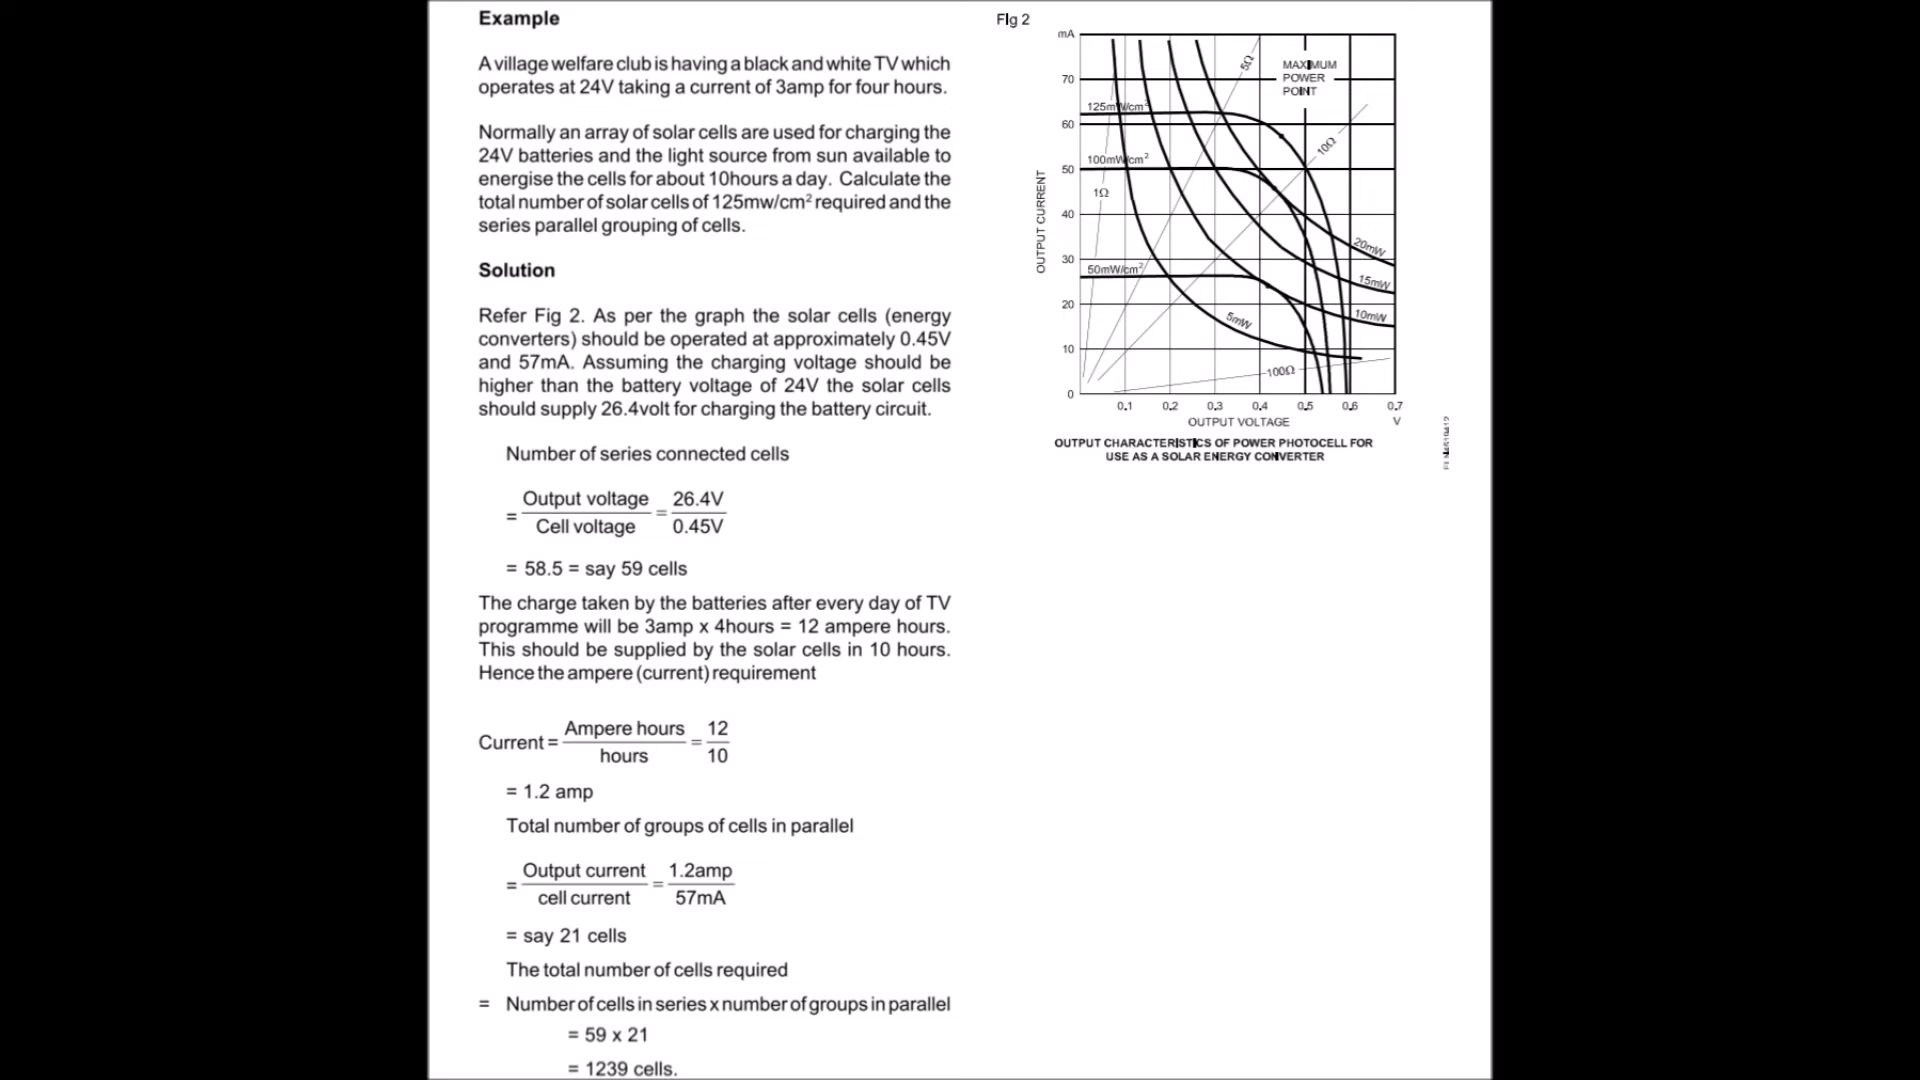 Example
A village welfare club is having a black and white TV which
operates at 24V taking a current of 3amp for four hours.
Normally an array of solar cells are used for charging the
24V batteries and the light source from sun available to
energise the cells for about 10hours a day. Calculate the
total number of solar cells of 125mw/cm² required and the
series parallel grouping of cells.
Solution
Refer Fig 2. As per the graph the solar cells (energy
converters) should be operated at approximately 0.45V
and 57mA. Assuming the charging voltage should be
higher than the battery voltage of 24V the solar cells
should supply 26.4volt for charging the battery circuit.
Number of series connected cells
= Output voltage / Cell voltage = 26.4V / 0.45V
= 58.5 = say 59 cells
The charge taken by the batteries after every day of TV
programme will be 3amp x 4hours = 12 ampere hours.
This should be supplied by the solar cells in 10 hours.
Hence the ampere (current) requirement
Current = Ampere hours / hours = 12 / 10
= 1.2 amp
Total number of groups of cells in parallel
= Output current / cell current = 1.2amp / 57mA
= say 21 cells
The total number of cells required
= Number of cells in series x number of groups in parallel
= 59 x 21
= 1239 cells.
Fig 2
mA
70
60
50
40
30
20
10
0
OUTPUT CURRENT
125mW/cm²
100mW/cm²
50mW/cm²
1Ω
5Ω
10Ω
100Ω
MAXIMUM
POWER
POINT
20mW
15mW
10mW
5mW
0.1 0.2 0.3 0.4 0.5 0.6 0.7
OUTPUT VOLTAGE V
OUTPUT CHARACTERISTICS OF POWER PHOTOCELL FOR
USE AS A SOLAR ENERGY CONVERTER